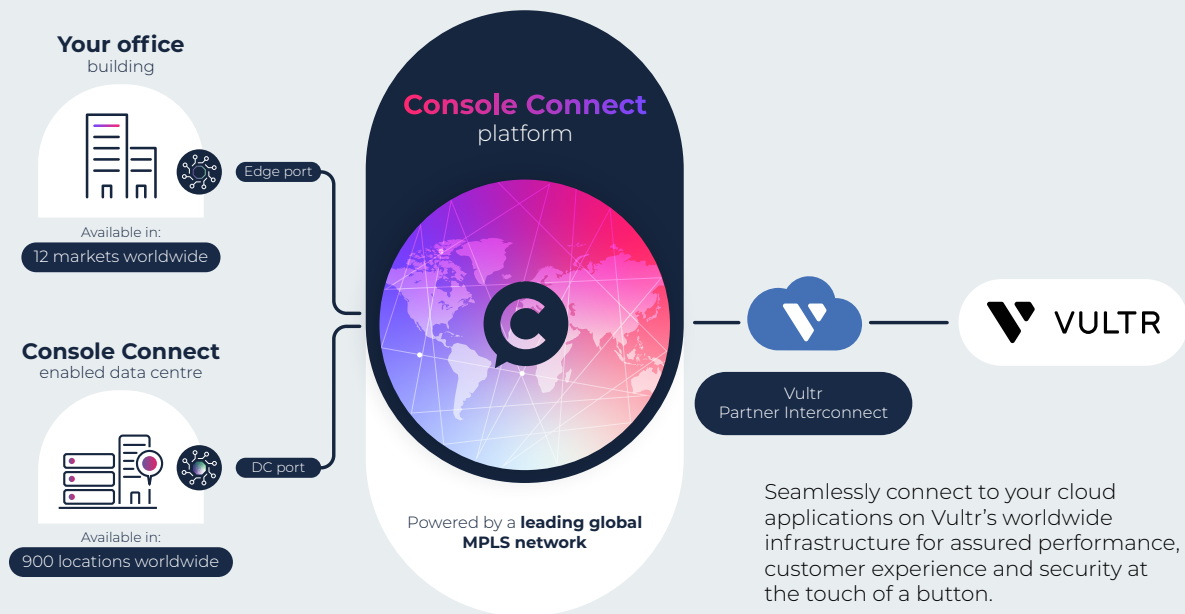 Your office
building
Edge port
Available in:
12 markets worldwide
Console Connect
enabled data centre
DC port
Available in:
900 locations worldwide
Console Connect
platform
C
Powered by a leading global
MPLS network
Vultr
Partner Interconnect
VULTR
Seamlessly connect to your cloud
applications on Vultr’s worldwide
infrastructure for assured performance,
customer experience and security at
the touch of a button.